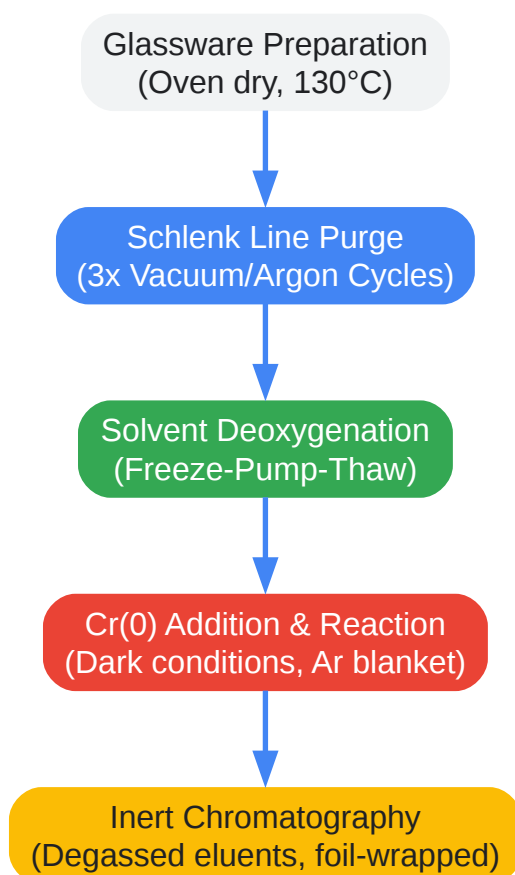 Glassware Preparation
(Oven dry, 130°C)
Schlenk Line Purge
(3x Vacuum/Argon Cycles)
Solvent Deoxygenation
(Freeze-Pump-Thaw)
Cr(0) Addition & Reaction
(Dark conditions, Ar blanket)
Inert Chromatography
(Degassed eluents, foil-wrapped)